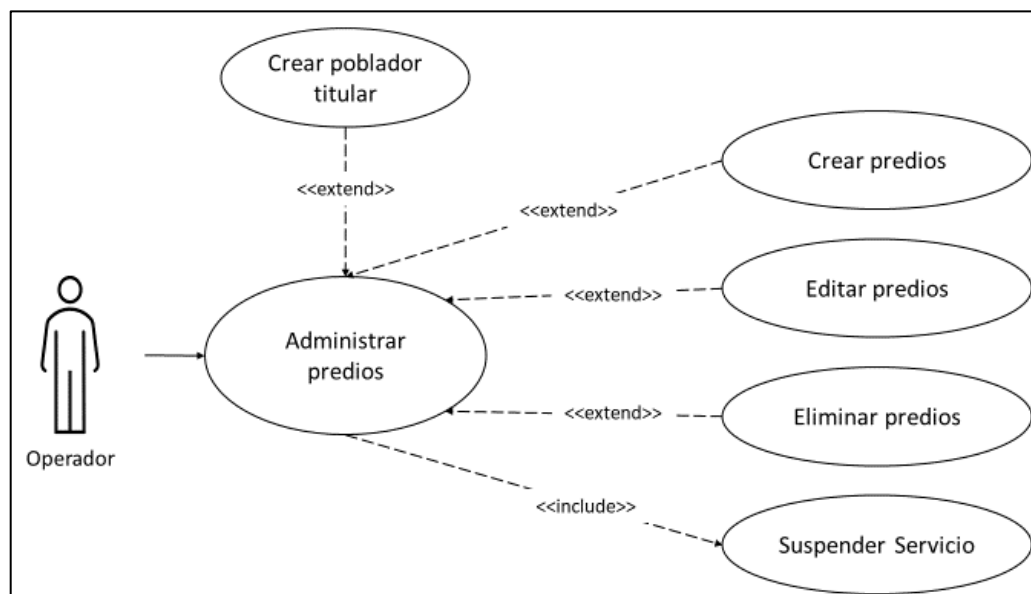 Crear poblador
titular
<<extend>>
Crear predios
<<extend>>
Editar predios
<<extend>>
Administrar
predios
Eliminar predios
<<extend>>
Operador
<<include>>
Suspender Servicio